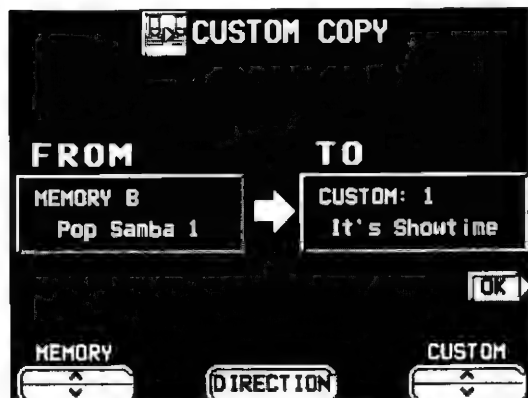 CUSTOM COPY
FROM
TO
MEMORY B
Pop Samba 1
CUSTOM: 1
It's Showtime
OK
MEMORY
DIRECTION
CUSTOM